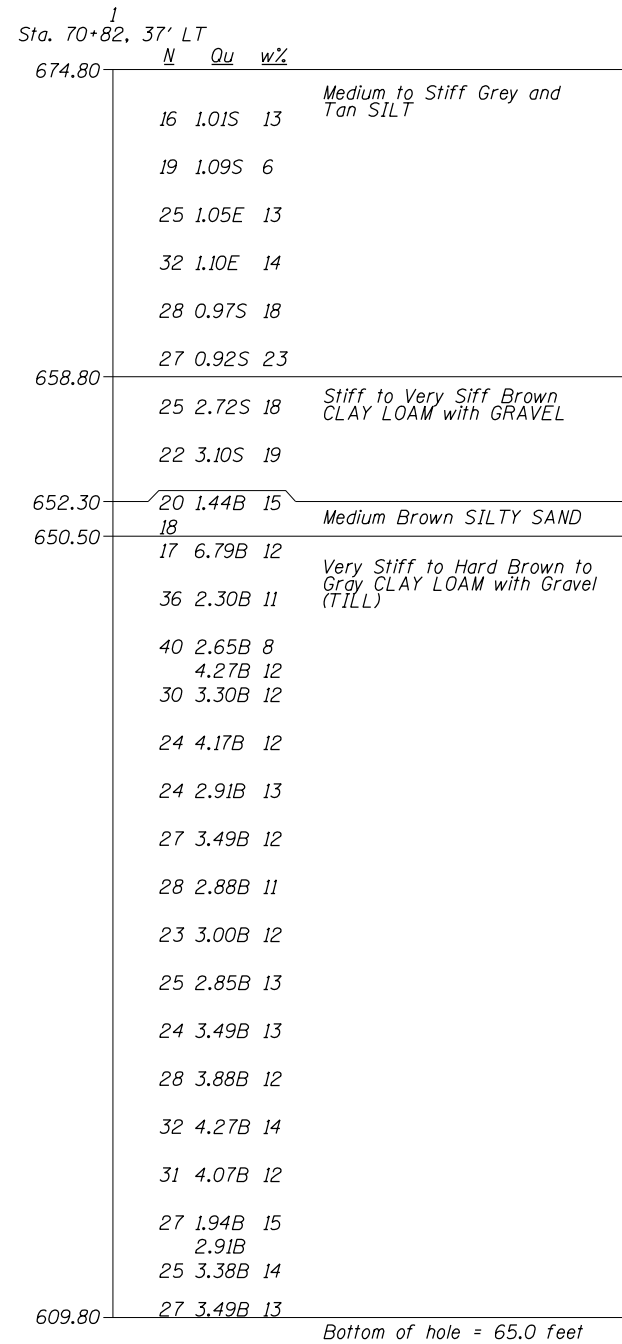 1
Sta. 70+82, 37' LT
N Qu w%
674.80
Medium to Stiff Grey and
Tan SILT
16 1.01S 13
19 1.09S 6
25 1.05E 13
32 1.10E 14
28 0.97S 18
27 0.92S 23
658.80
Stiff to Very Siff Brown
CLAY LOAM with GRAVEL
25 2.72S 18
22 3.10S 19
652.30
20 1.44B 15
Medium Brown SILTY SAND
18
650.50
17 6.79B 12
Very Stiff to Hard Brown to
Gray CLAY LOAM with Gravel
(TILL)
36 2.30B 11
40 2.65B 8
4.27B 12
30 3.30B 12
24 4.17B 12
24 2.91B 13
27 3.49B 12
28 2.88B 11
23 3.00B 12
25 2.85B 13
24 3.49B 13
28 3.88B 12
32 4.27B 14
31 4.07B 12
27 1.94B 15
2.91B
25 3.38B 14
27 3.49B 13
609.80
Bottom of hole = 65.0 feet